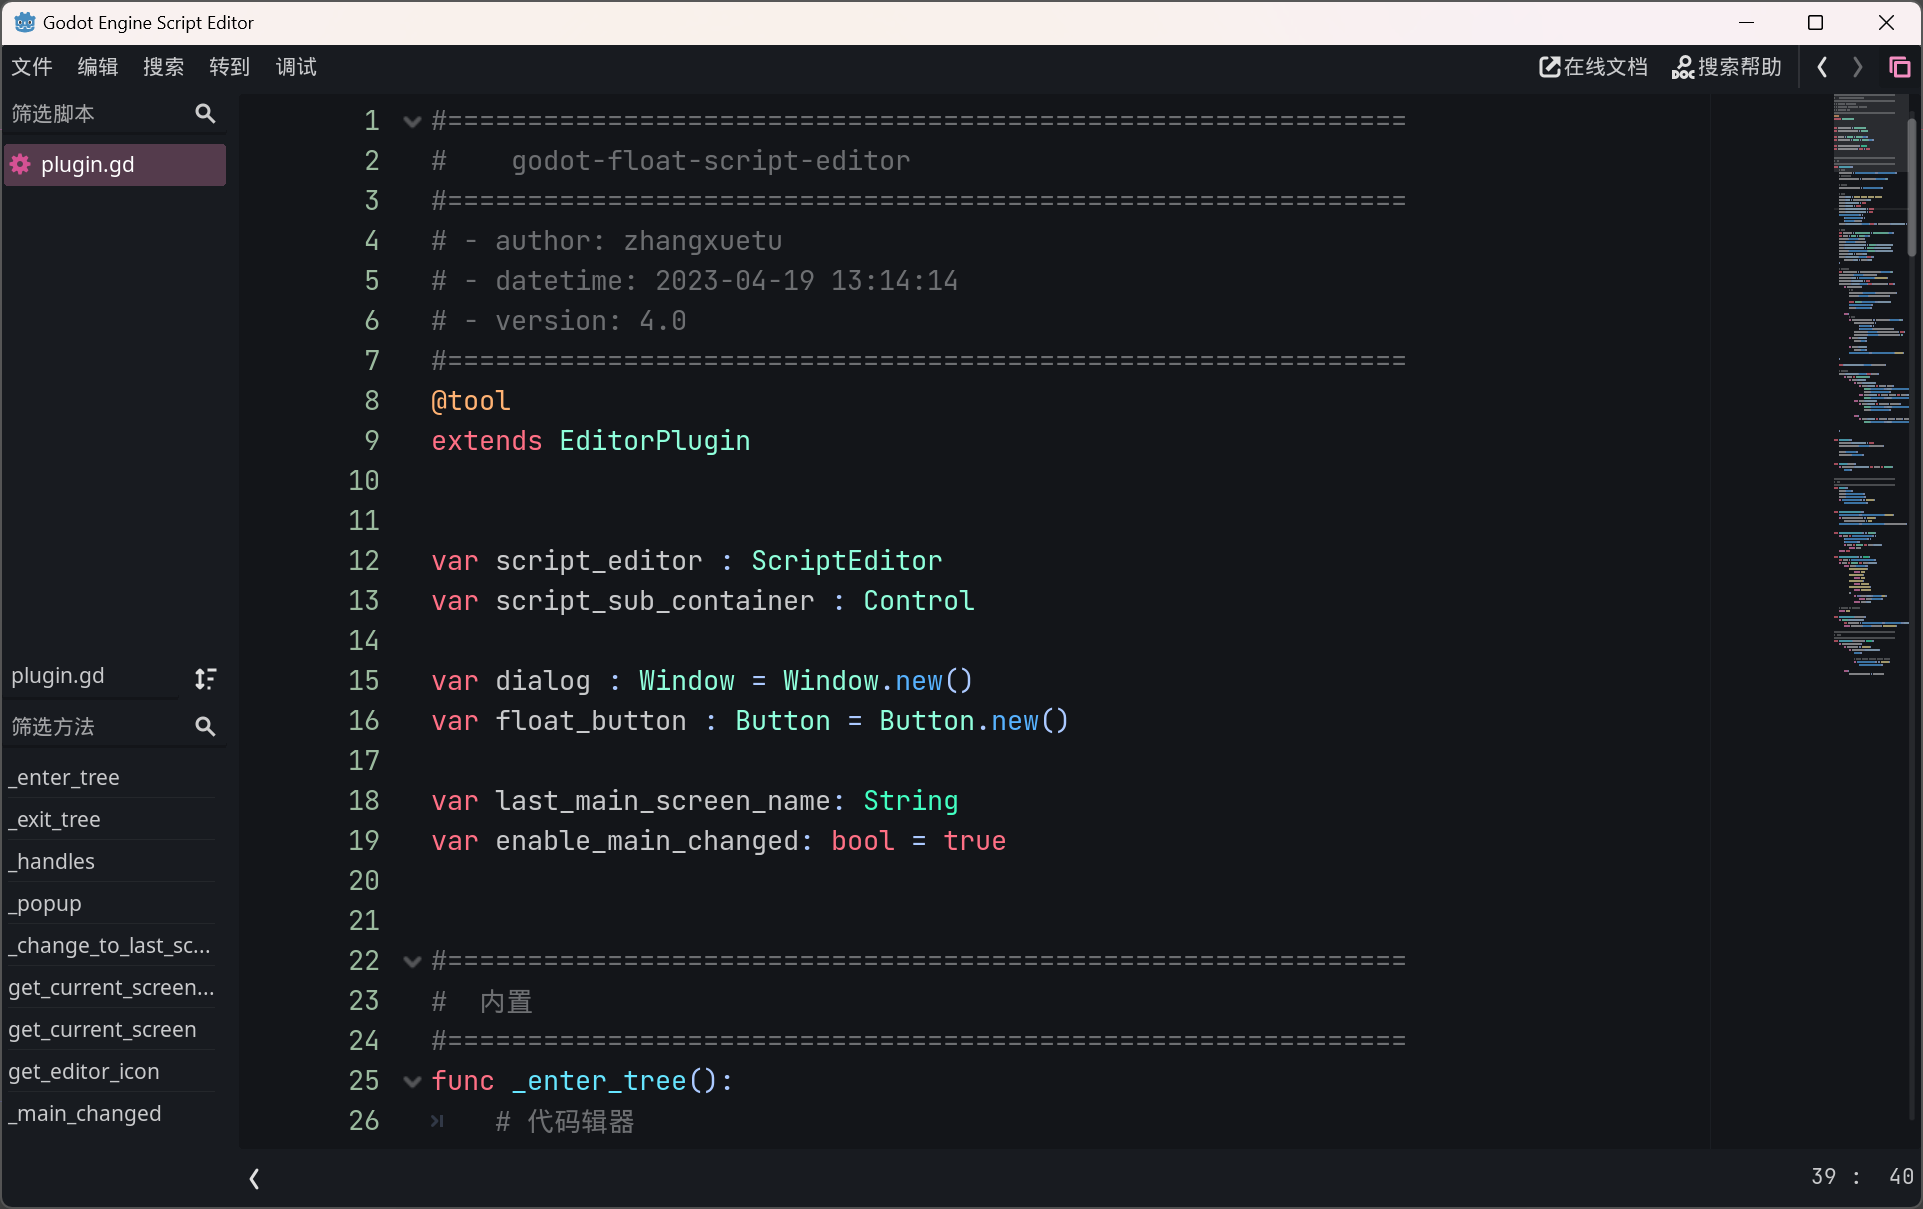 Godot Engine Script Editor
文件 编辑 搜索 转到 调试 在线文档 搜索帮助
筛选脚本
plugin.gd
plugin.gd
筛选方法
_enter_tree
_exit_tree
_handles
_popup
_change_to_last_sc...
get_current_screen...
get_current_screen
get_editor_icon
_main_changed
1 #============================================================
2 #    godot-float-script-editor
3 #============================================================
4 # - author: zhangxuetu
5 # - datetime: 2023-04-19 13:14:14
6 # - version: 4.0
7 #============================================================
8 @tool
9 extends EditorPlugin
10
11
12 var script_editor : ScriptEditor
13 var script_sub_container : Control
14
15 var dialog : Window = Window.new()
16 var float_button : Button = Button.new()
17
18 var last_main_screen_name: String
19 var enable_main_changed: bool = true
20
21
22 #============================================================
23 #  内置
24 #============================================================
25 func _enter_tree():
26     # 代码辑器
39 : 40